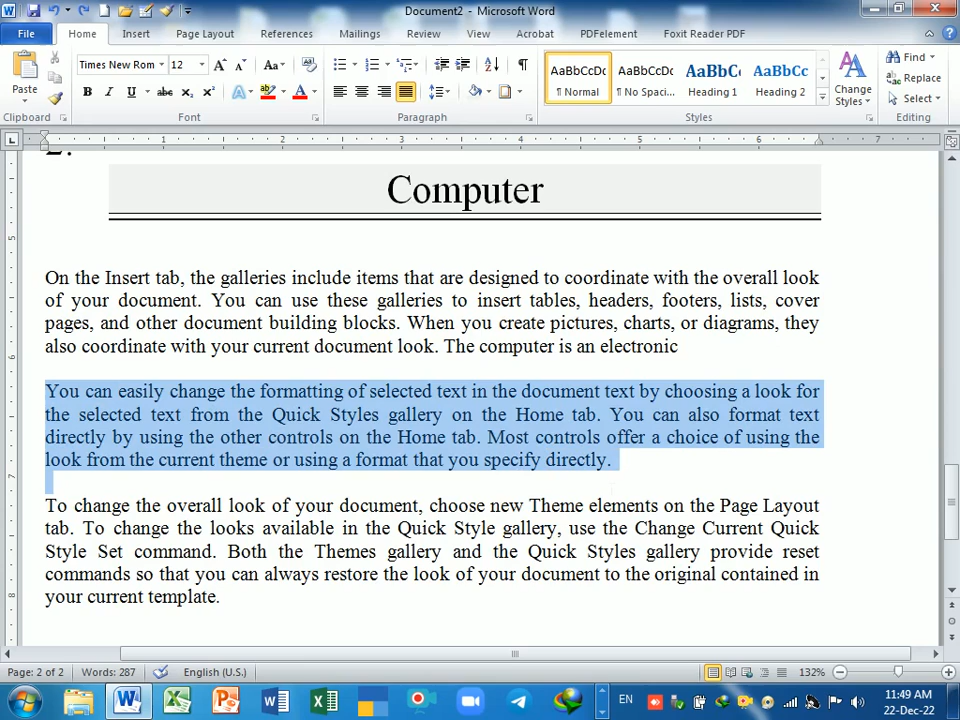 Document2 - Microsoft Word
File Home Insert Page Layout References Mailings Review View Acrobat PDFelement Foxit Reader PDF
Paste
Times New Rom 12
AaBbCcDc AaBbCcDc AaBbC AaBbCc
¶ Normal ¶ No Spaci... Heading 1 Heading 2
Change Styles
Find
Replace
Select
Clipboard Font Paragraph Styles Editing
1 2 3 4 5 6 7
Computer
On the Insert tab, the galleries include items that are designed to coordinate with the overall look
of your document. You can use these galleries to insert tables, headers, footers, lists, cover
pages, and other document building blocks. When you create pictures, charts, or diagrams, they
also coordinate with your current document look. The computer is an electronic
You can easily change the formatting of selected text in the document text by choosing a look for
the selected text from the Quick Styles gallery on the Home tab. You can also format text
directly by using the other controls on the Home tab. Most controls offer a choice of using the
look from the current theme or using a format that you specify directly.
To change the overall look of your document, choose new Theme elements on the Page Layout
tab. To change the looks available in the Quick Style gallery, use the Change Current Quick
Style Set command. Both the Themes gallery and the Quick Styles gallery provide reset
commands so that you can always restore the look of your document to the original contained in
your current template.
Page: 2 of 2 Words: 287 English (U.S.) 132%
EN
11:49 AM
22-Dec-22